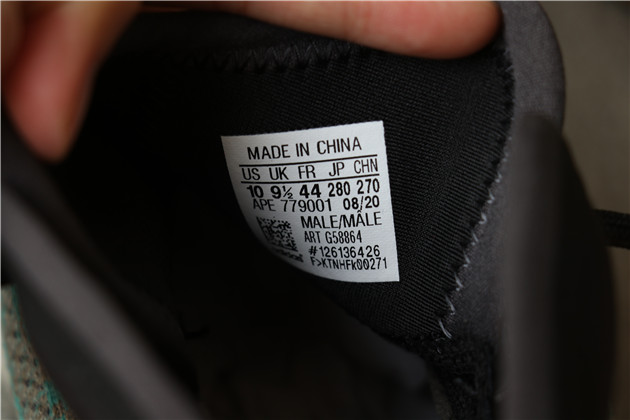 MADE IN CHINA
US UK FR JP CHN
10 9½ 44 280 270
APE 779001 08/20
MALE/MÂLE
ART G58864
#126136426
F>KTNHFK00271